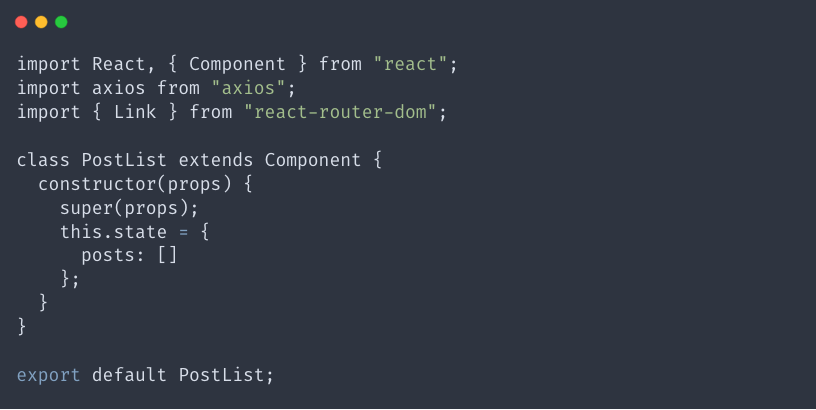 import React, { Component } from "react";
import axios from "axios";
import { Link } from "react-router-dom";

class PostList extends Component {
  constructor(props) {
    super(props);
    this.state = {
      posts: []
    };
  }
}

export default PostList;